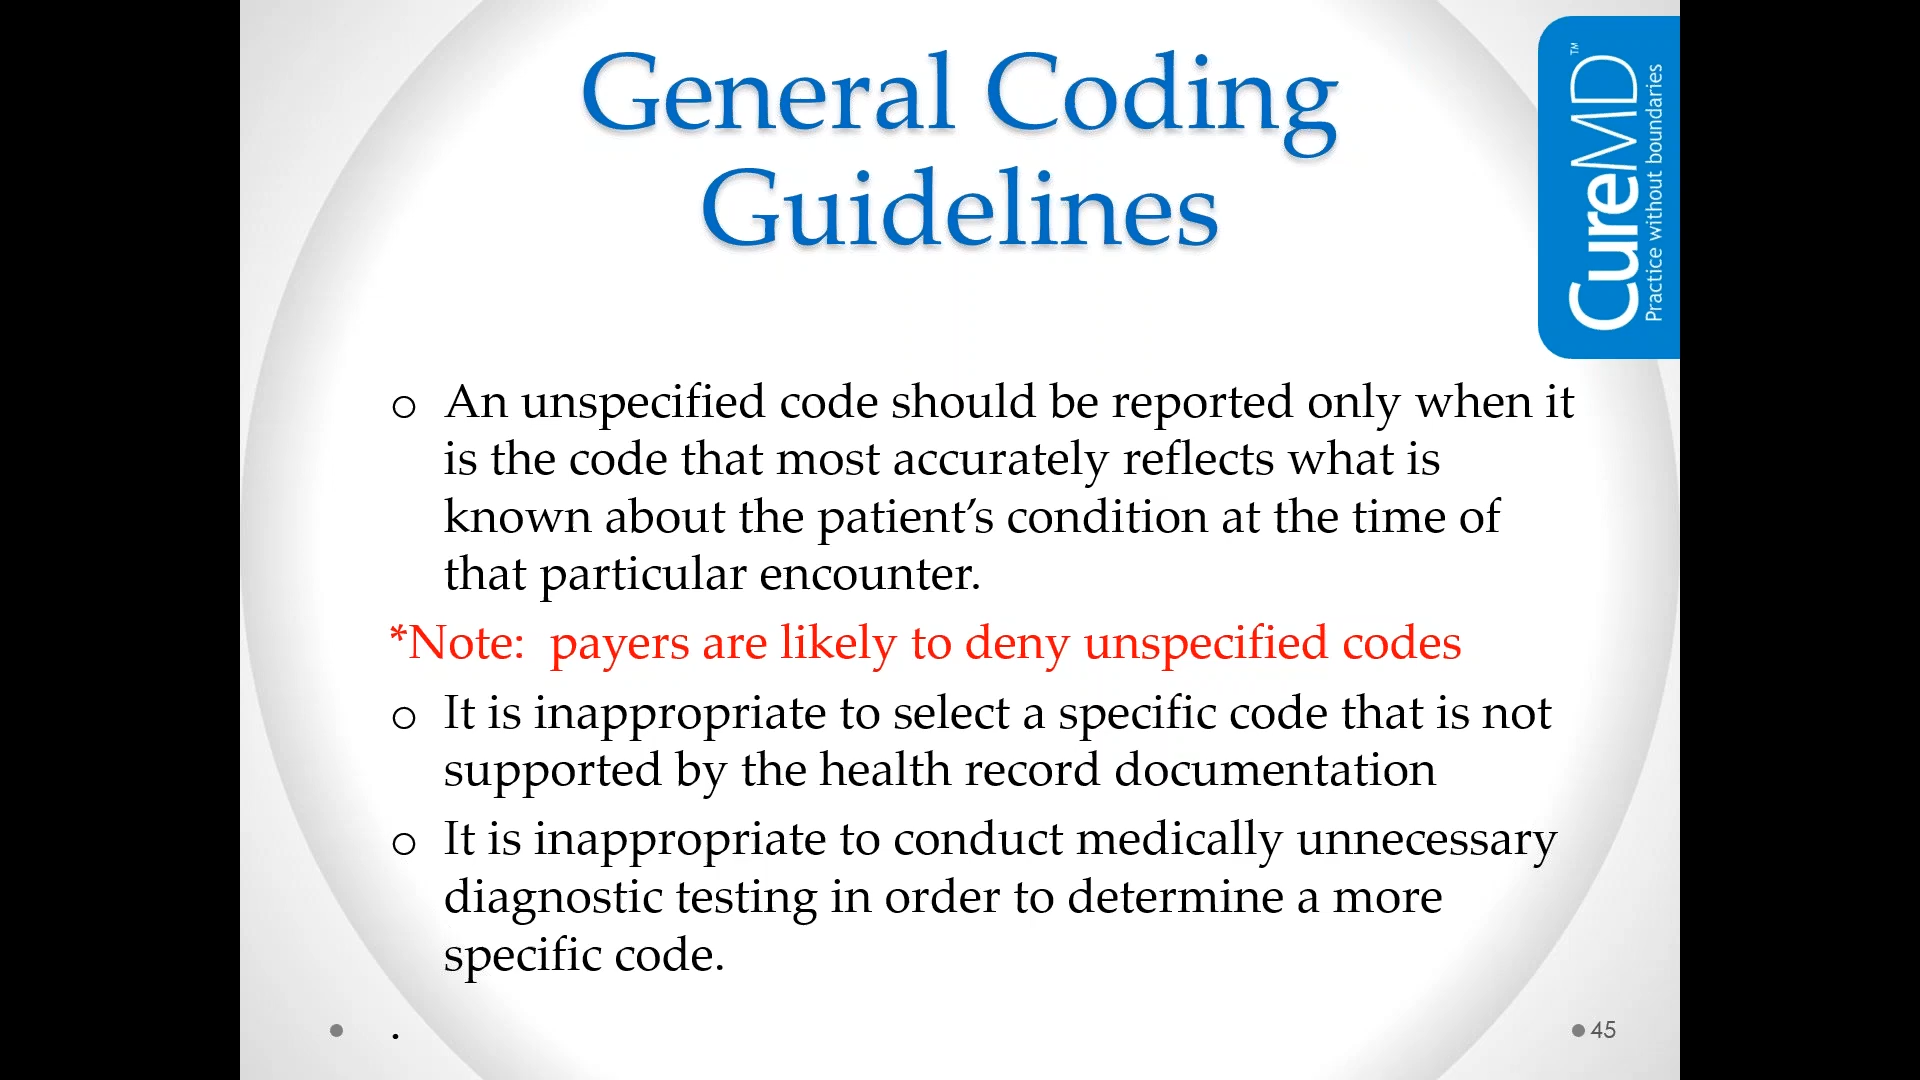 General Coding
Guidelines
CureMD™
Practice without boundaries
o An unspecified code should be reported only when it
is the code that most accurately reflects what is
known about the patient’s condition at the time of
that particular encounter.
*Note: payers are likely to deny unspecified codes
o It is inappropriate to select a specific code that is not
supported by the health record documentation
o It is inappropriate to conduct medically unnecessary
diagnostic testing in order to determine a more
specific code.
• .
• 45